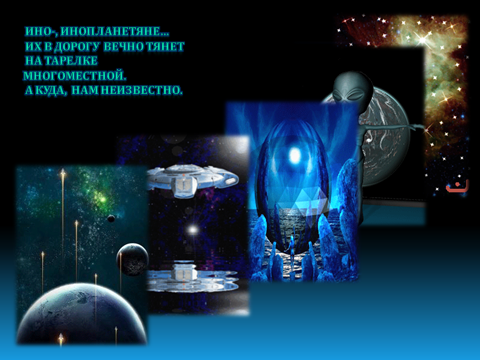 ИНО-, ИНОПЛАНЕТЯНЕ...
ИХ В ДОРОГУ ВЕЧНО ТЯНЕТ
НА ТАРЕЛКЕ
МНОГОМЕСТНОЙ.
А КУДА, НАМ НЕИЗВЕСТНО.